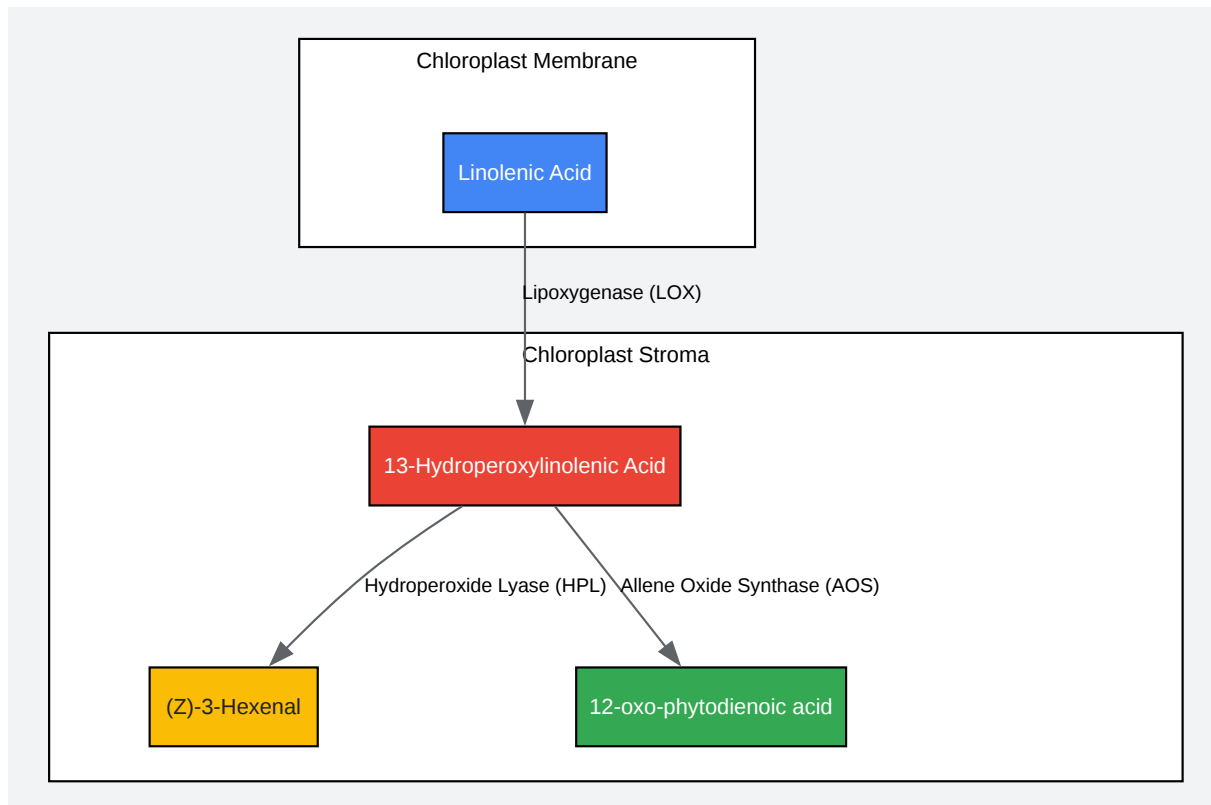 Chloroplast Membrane
Linolenic Acid
Lipoxygenase (LOX)
Chloroplast Stroma
13-Hydroperoxylinolenic Acid
Hydroperoxide Lyase (HPL)
Allene Oxide Synthase (AOS)
(Z)-3-Hexenal
12-oxo-phytodienoic acid